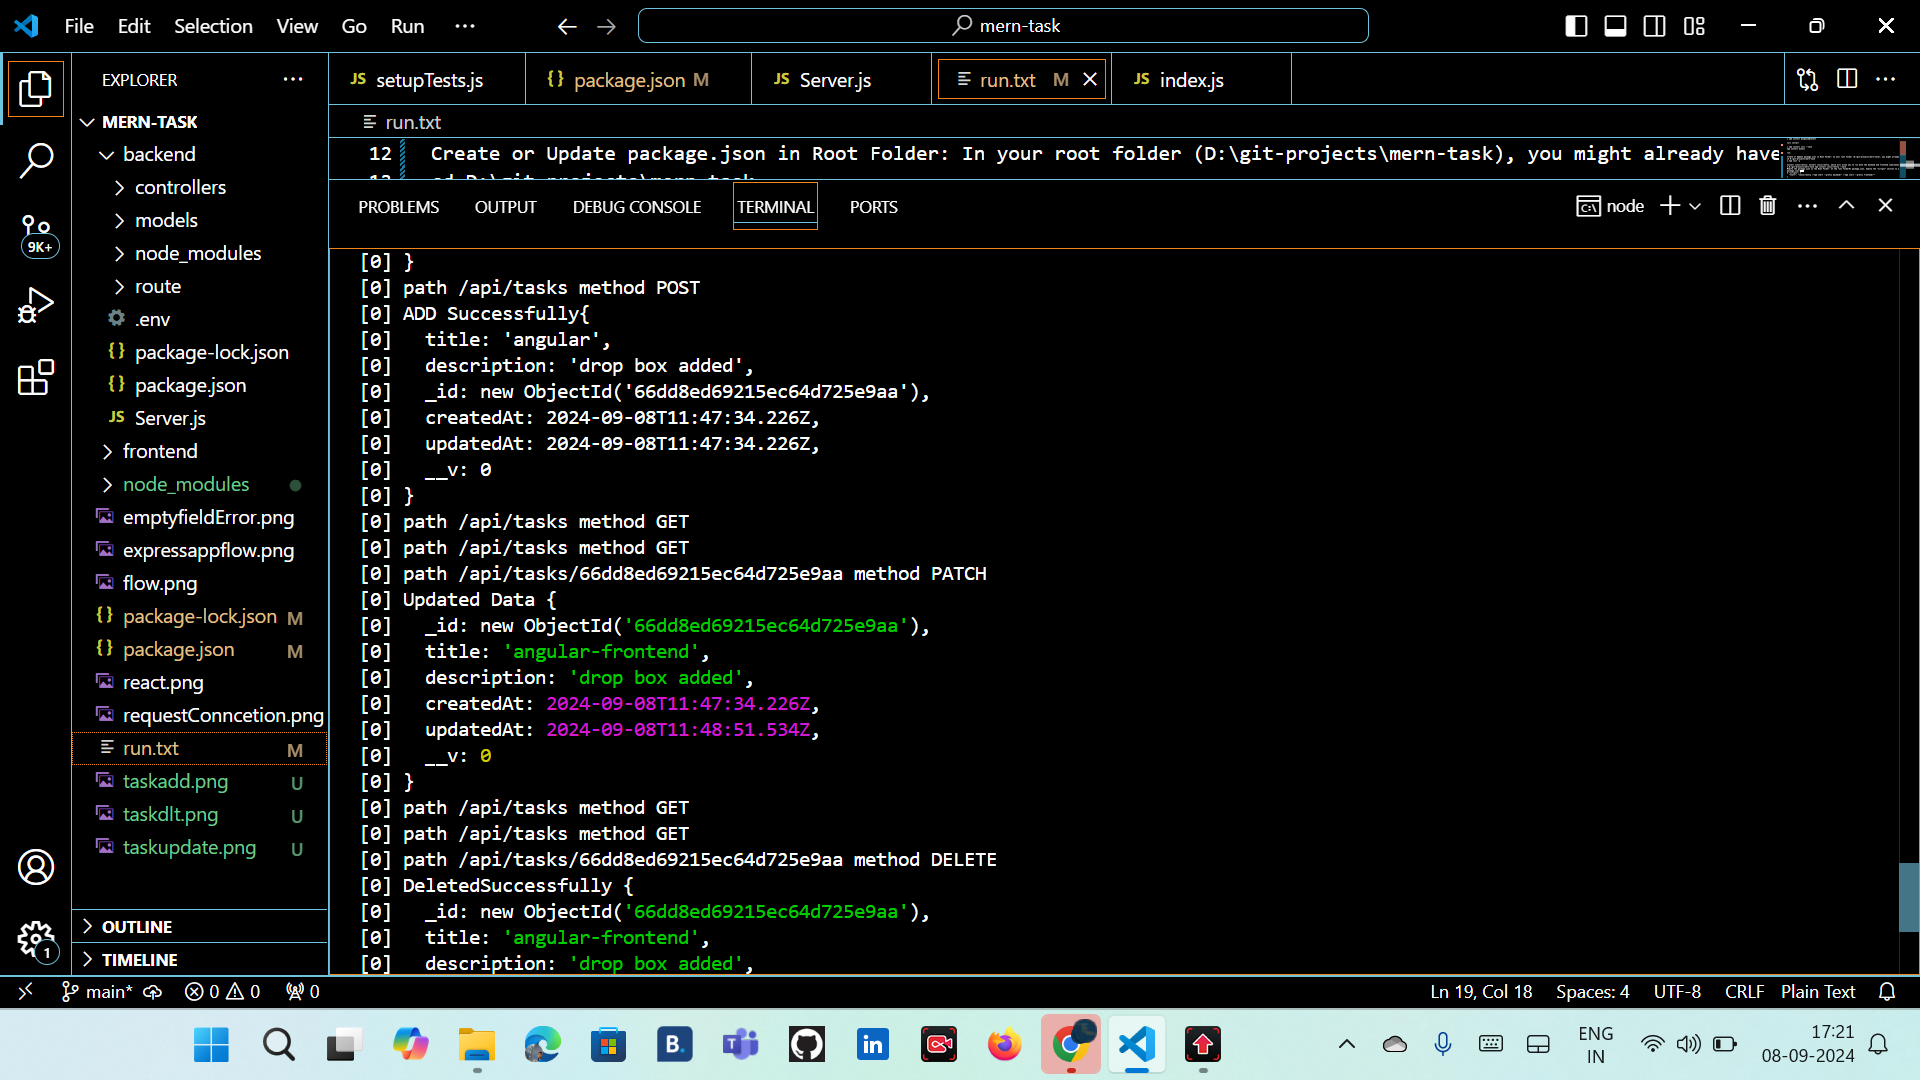 File Edit Selection View Go Run ···
mern-task
EXPLORER ···
JS setupTests.js
{} package.json M
JS Server.js
run.txt M
JS index.js
MERN-TASK
backend
controllers
models
node_modules
route
.env
{} package-lock.json
{} package.json
JS Server.js
frontend
node_modules
emptyfieldError.png
expressappflow.png
flow.png
{} package-lock.json M
{} package.json M
react.png
requestConncetion.png
run.txt M
taskadd.png U
taskdlt.png U
taskupdate.png U
OUTLINE
TIMELINE
9K+
1
run.txt
12 Create or Update package.json in Root Folder: In your root folder (D:\git-projects\mern-task), you might already have
PROBLEMS OUTPUT DEBUG CONSOLE TERMINAL PORTS
node
[0] }
[0] path /api/tasks method POST
[0] ADD Successfully{
[0]   title: 'angular',
[0]   description: 'drop box added',
[0]   _id: new ObjectId('66dd8ed69215ec64d725e9aa'),
[0]   createdAt: 2024-09-08T11:47:34.226Z,
[0]   updatedAt: 2024-09-08T11:47:34.226Z,
[0]   __v: 0
[0] }
[0] path /api/tasks method GET
[0] path /api/tasks method GET
[0] path /api/tasks/66dd8ed69215ec64d725e9aa method PATCH
[0] Updated Data {
[0]   _id: new ObjectId('66dd8ed69215ec64d725e9aa'),
[0]   title: 'angular-frontend',
[0]   description: 'drop box added',
[0]   createdAt: 2024-09-08T11:47:34.226Z,
[0]   updatedAt: 2024-09-08T11:48:51.534Z,
[0]   __v: 0
[0] }
[0] path /api/tasks method GET
[0] path /api/tasks method GET
[0] path /api/tasks/66dd8ed69215ec64d725e9aa method DELETE
[0] DeletedSuccessfully {
[0]   _id: new ObjectId('66dd8ed69215ec64d725e9aa'),
[0]   title: 'angular-frontend',
[0]   description: 'drop box added',
main* 0 0 0
Ln 19, Col 18 Spaces: 4 UTF-8 CRLF Plain Text
B.
in
ENG
IN
17:21
08-09-2024